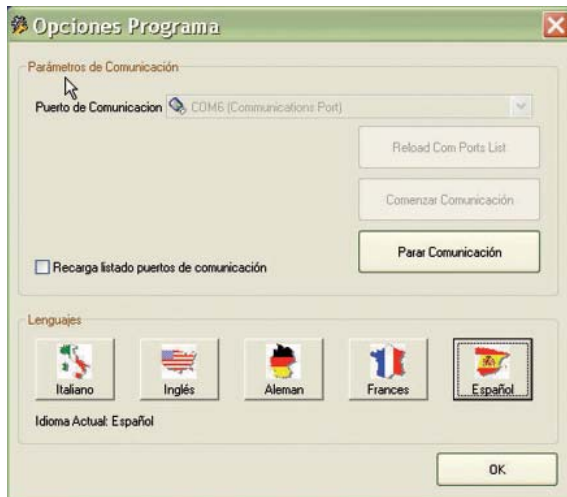 Opciones Programa
Parámetros de Comunicación
Puerto de Comunicacion COM6 (Communications Port)
Reload Com Ports List
Comenzar Comunicación
Parar Comunicación
Recarga listado puertos de comunicación
Lenguajes
Italiano Inglés Aleman Frances Español
Idioma Actual: Español
OK